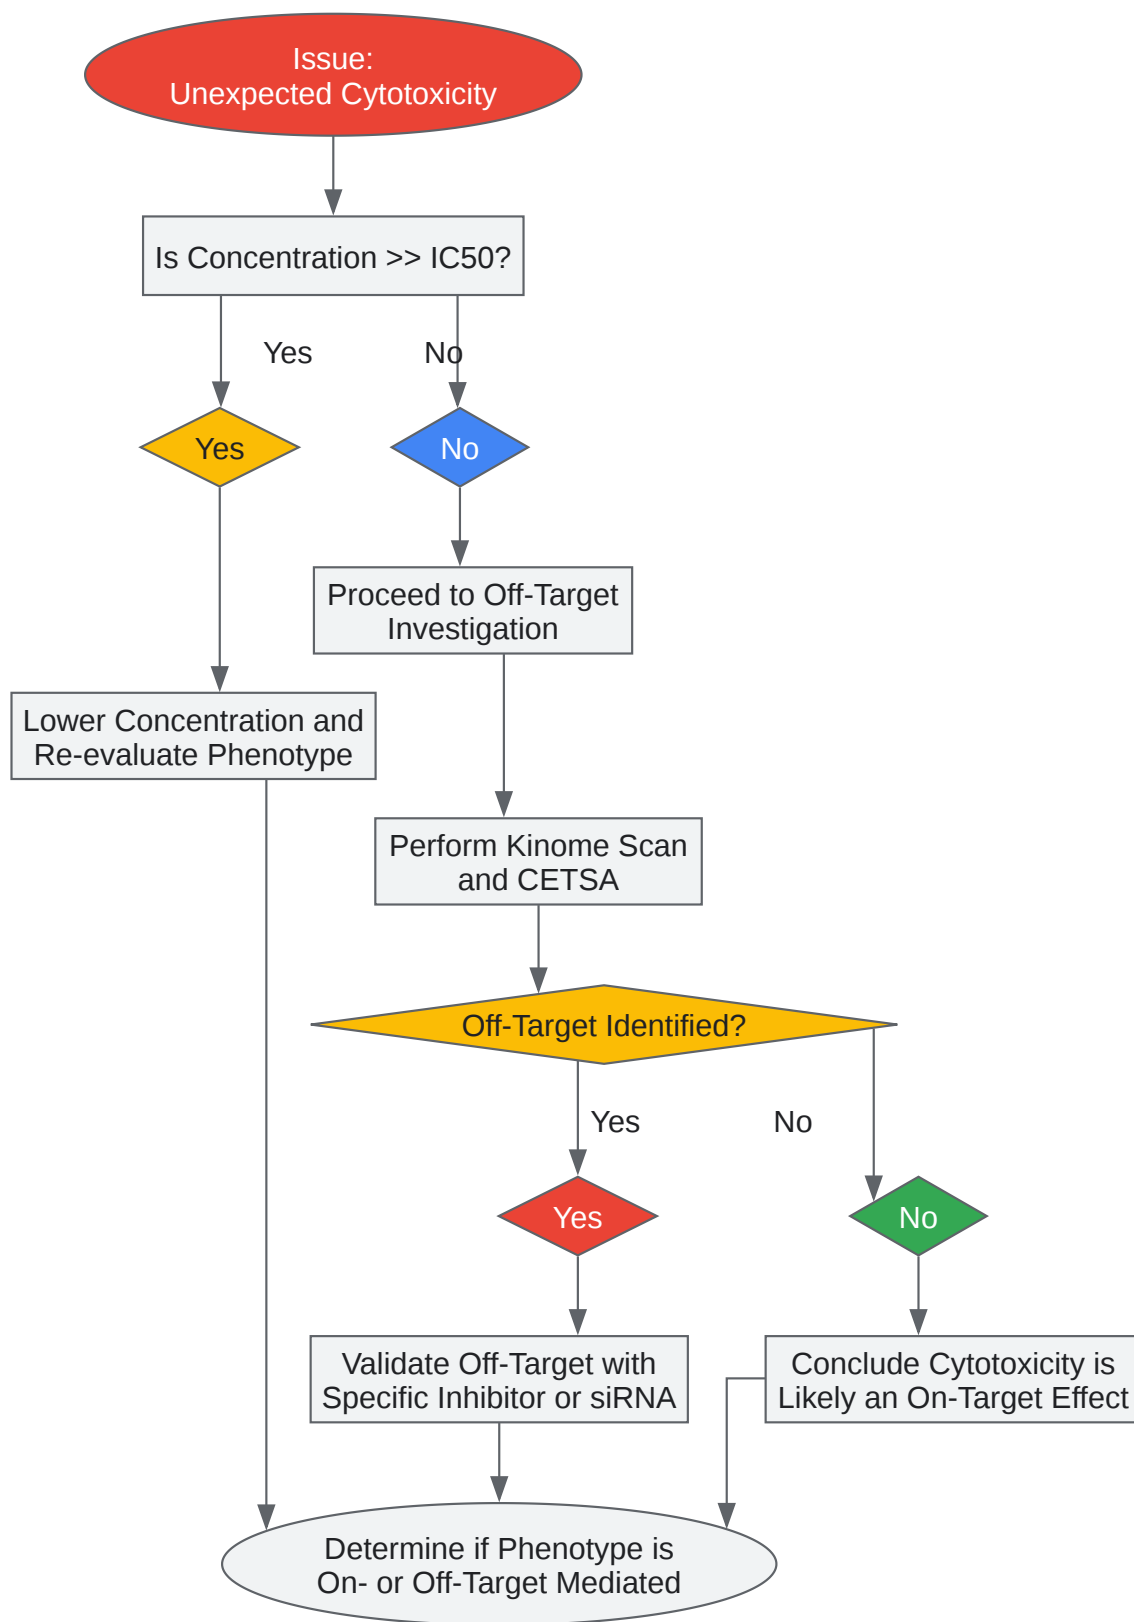 Issue:
Unexpected Cytotoxicity
Is Concentration >> IC50?
Yes
No
Yes
No
Proceed to Off-Target
Investigation
Lower Concentration and
Re-evaluate Phenotype
Perform Kinome Scan
and CETSA
Off-Target Identified?
Yes
No
Yes
No
Validate Off-Target with
Specific Inhibitor or siRNA
Conclude Cytotoxicity is
Likely an On-Target Effect
Determine if Phenotype is
On- or Off-Target Mediated